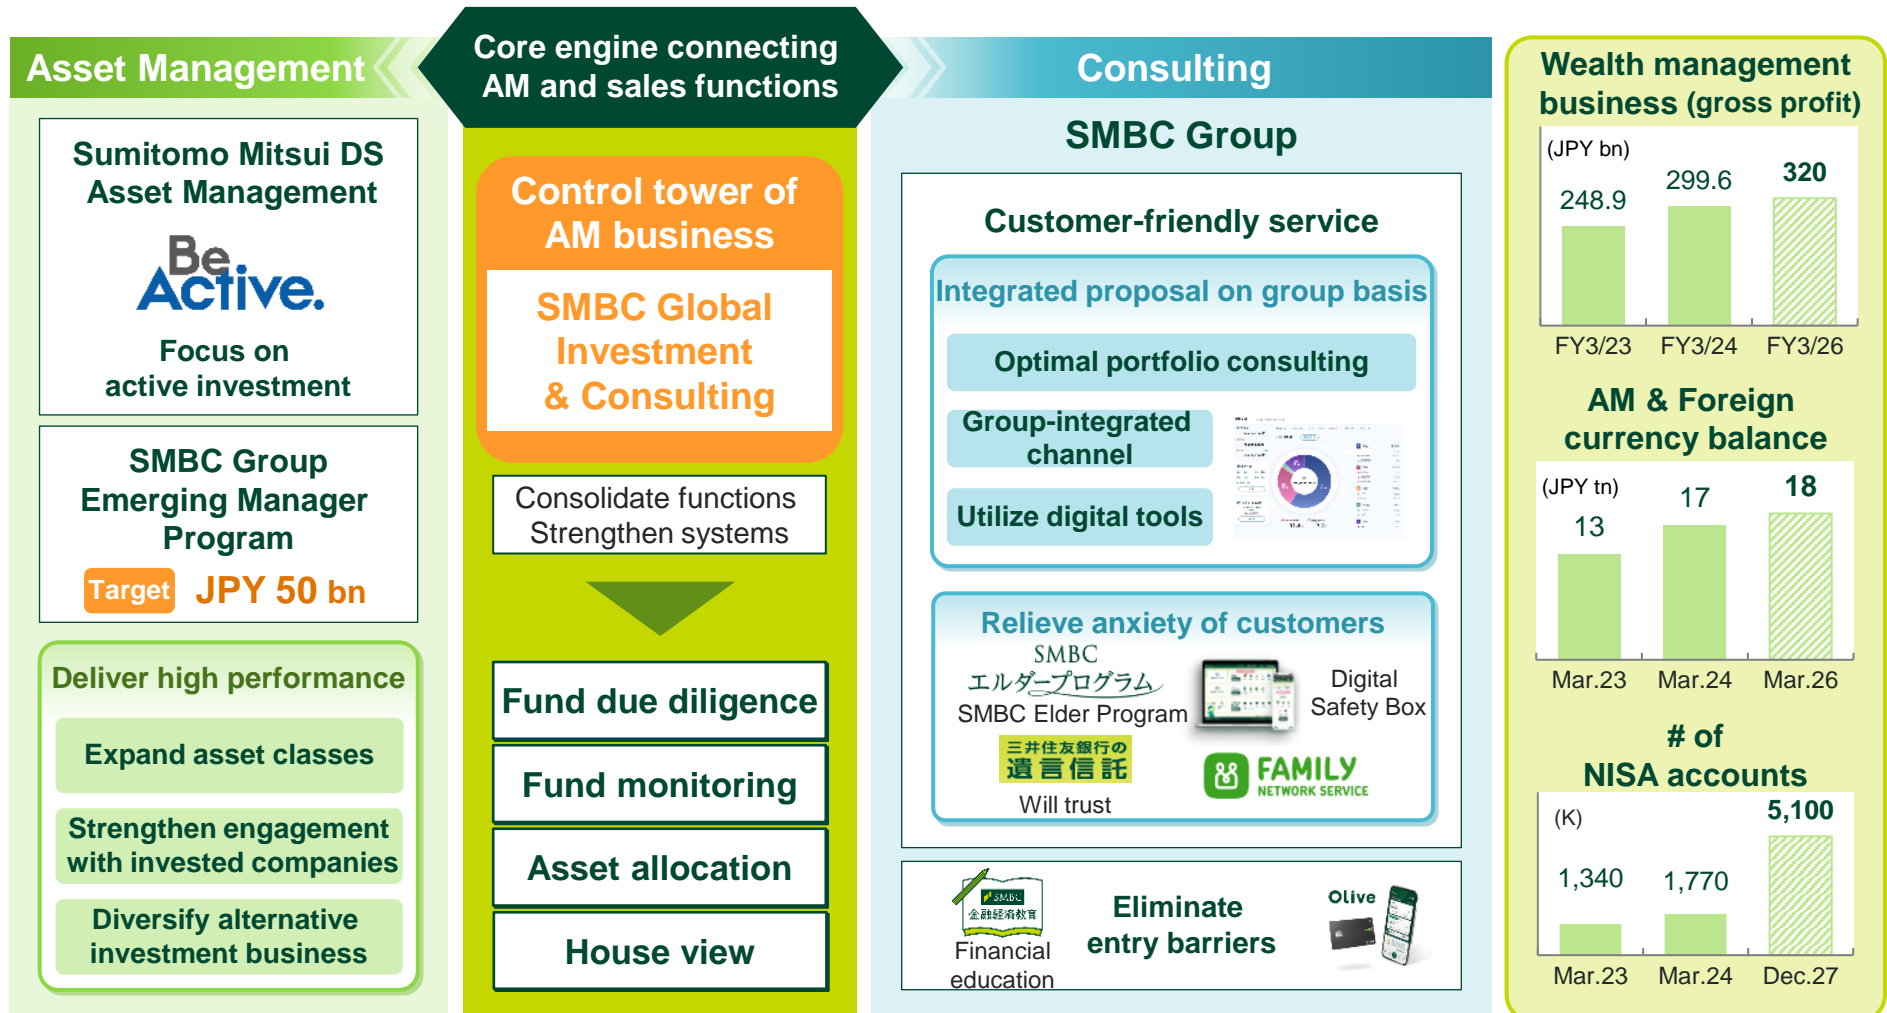 Asset Management
Sumitomo Mitsui DS
Asset Management
Be
Active.
Focus on
active investment
SMBC Group
Emerging Manager
Program
Target JPY 50 bn
Deliver high performance
Expand asset classes
Strengthen engagement
with invested companies
Diversify alternative
investment business
Core engine connecting
AM and sales functions
Control tower of
AM business
SMBC Global
Investment
& Consulting
Consolidate functions
Strengthen systems
Fund due diligence
Fund monitoring
Asset allocation
House view
Consulting
SMBC Group
Customer-friendly service
Integrated proposal on group basis
Optimal portfolio consulting
Group-integrated
channel
Utilize digital tools
Relieve anxiety of customers
SMBC
エルダープログラム
SMBC Elder Program
Digital
Safety Box
三井住友銀行の
遺言信託
Will trust
FAMILY
NETWORK SERVICE
SMBC
金融経済教育
Financial
education
Eliminate
entry barriers
Olive
Wealth management
business (gross profit)
(JPY bn)
248.9
299.6
320
FY3/23
FY3/24
FY3/26
AM & Foreign
currency balance
(JPY tn)
13
17
18
Mar.23
Mar.24
Mar.26
# of
NISA accounts
(K)
1,340
1,770
5,100
Mar.23
Mar.24
Dec.27